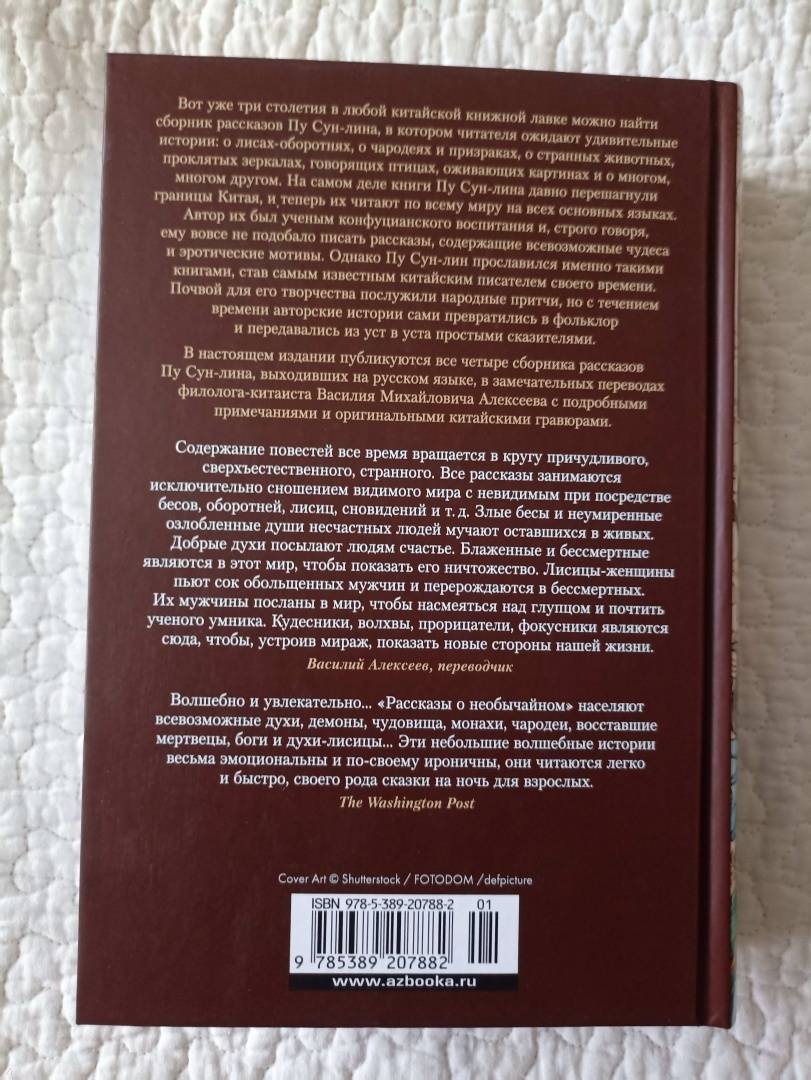 Вот уже три столетия в любой китайской книжной лавке можно найти
сборник рассказов Пу Сун-лина, в котором читателя ожидают удивительные
истории: о лисах-оборотнях, о чародеях и призраках, о странных животных,
проклятых зеркалах, говорящих птицах, оживающих картинах и о многом,
многом другом. На самом деле книги Пу Сун-лина давно перешагнули
границы Китая, и теперь их читают по всему миру на всех основных языках.
Автор их был ученым конфуцианского воспитания и, строго говоря,
ему вовсе не подобало писать рассказы, содержащие всевозможные чудеса
и эротические мотивы. Однако Пу Сун-лин прославился именно такими
книгами, став самым известным китайским писателем своего времени.
Почвой для его творчества послужили народные притчи, но с течением
времени авторские истории сами превратились в фольклор
и передавались из уст в уста простыми сказителями.
В настоящем издании публикуются все четыре сборника рассказов
Пу Сун-лина, выходивших на русском языке, в замечательных переводах
филолога-китаиста Василия Михайловича Алексеева с подробными
примечаниями и оригинальными китайскими гравюрами.
Содержание повестей все время вращается в кругу причудливого,
сверхъестественного, странного. Все рассказы занимаются
исключительно сношением видимого мира с невидимым при посредстве
бесов, оборотней, лисиц, сновидений и т. д. Злые бесы и неумиренные
озлобленные души несчастных людей мучают оставшихся в живых.
Добрые духи посылают людям счастье. Блаженные и бессмертные
являются в этот мир, чтобы показать его ничтожество. Лисицы-женщины
пьют сок обольщенных мужчин и перерождаются в бессмертных.
Их мужчины посланы в мир, чтобы насмеяться над глупцом и почтить
ученого умника. Кудесники, волхвы, прорицатели, фокусники являются
сюда, чтобы, устроив мираж, показать новые стороны нашей жизни.
Василий Алексеев, переводчик
Волшебно и увлекательно... «Рассказы о необычайном» населяют
всевозможные духи, демоны, чудовища, монахи, чародеи, восставшие
мертвецы, боги и духи-лисицы... Эти небольшие волшебные истории
весьма эмоциональны и по-своему ироничны, они читаются легко
и быстро, своего рода сказки на ночь для взрослых.
The Washington Post
Cover Art © Shutterstock / FOTODOM /defpicture
ISBN 978-5-389-20788-2 01
9 785389 207882
www.azbooka.ru